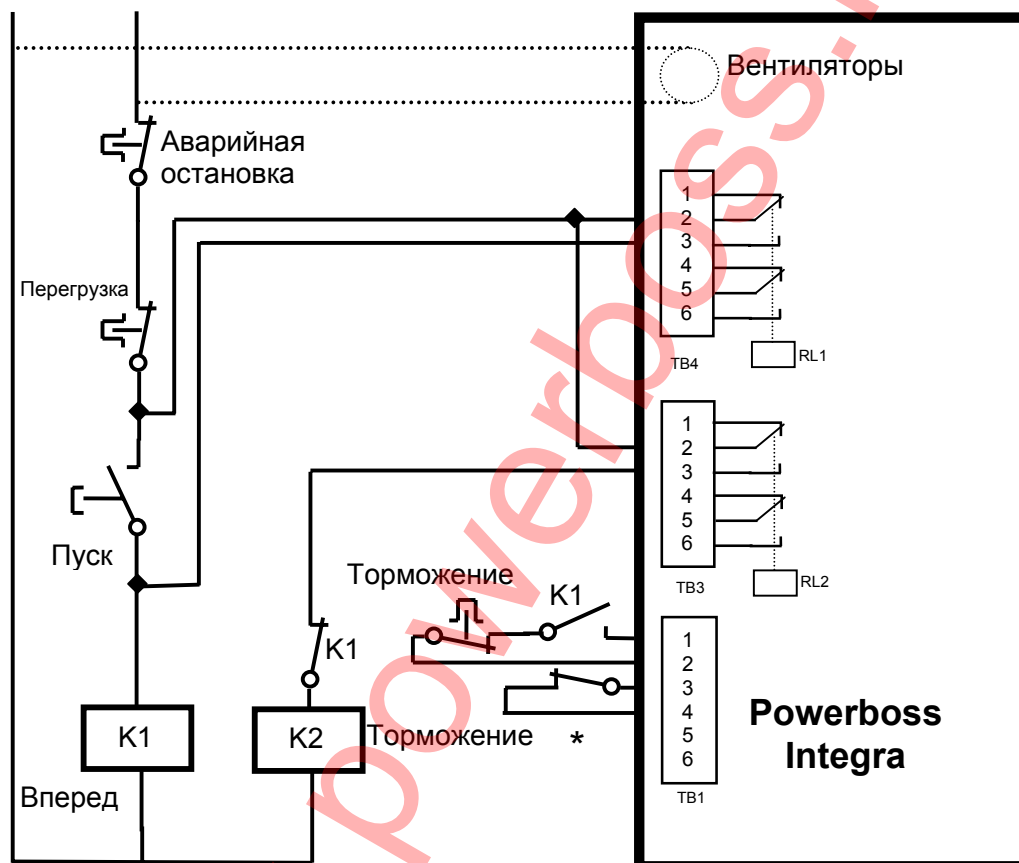 Вентиляторы
Аварийная
остановка
1
2
3
4
5
6
TB4
RL1
Перегрузка
1
2
3
4
5
6
TB3
RL2
Пуск
Торможение
K1
K1
1
2
3
4
5
6
TB1
Powerboss
Integra
K1
K2
Торможение *
Вперед
powerboss.